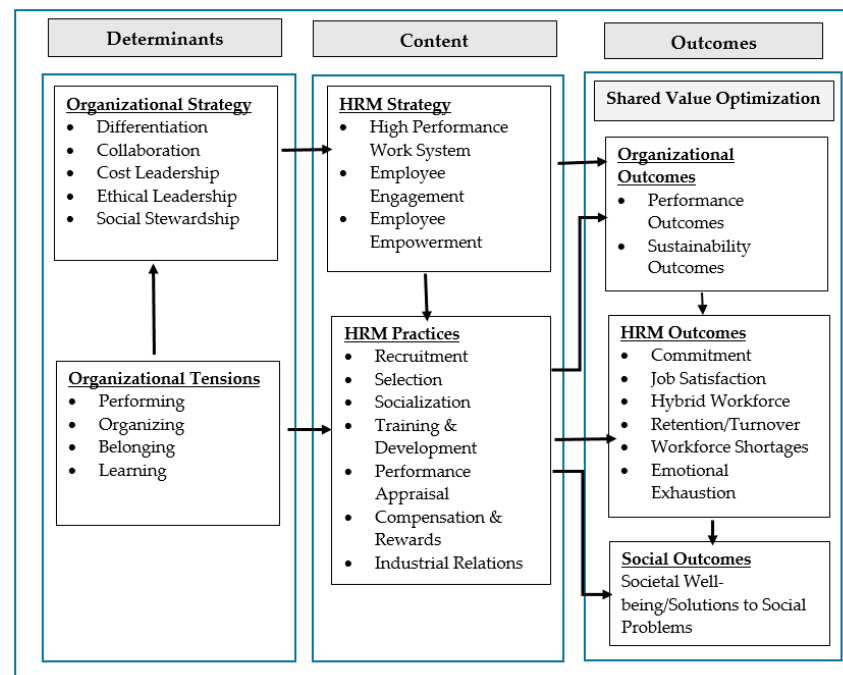 Determinants
Organizational Strategy
• Differentiation
• Collaboration
• Cost Leadership
• Ethical Leadership
• Social Stewardship
Organizational Tensions
• Performing
• Organizing
• Belonging
• Learning
Content
HRM Strategy
• High Performance
Work System
• Employee
Engagement
• Employee
Empowerment
HRM Practices
• Recruitment
• Selection
• Socialization
• Training &
Development
• Performance
Appraisal
• Compensation &
Rewards
• Industrial Relations
Outcomes
Shared Value Optimization
Organizational
Outcomes
• Performance
Outcomes
• Sustainability
Outcomes
HRM Outcomes
• Commitment
• Job Satisfaction
• Hybrid Workforce
• Retention/Turnover
• Workforce Shortages
• Emotional
Exhaustion
Social Outcomes
Societal Well-
being/Solutions to Social
Problems